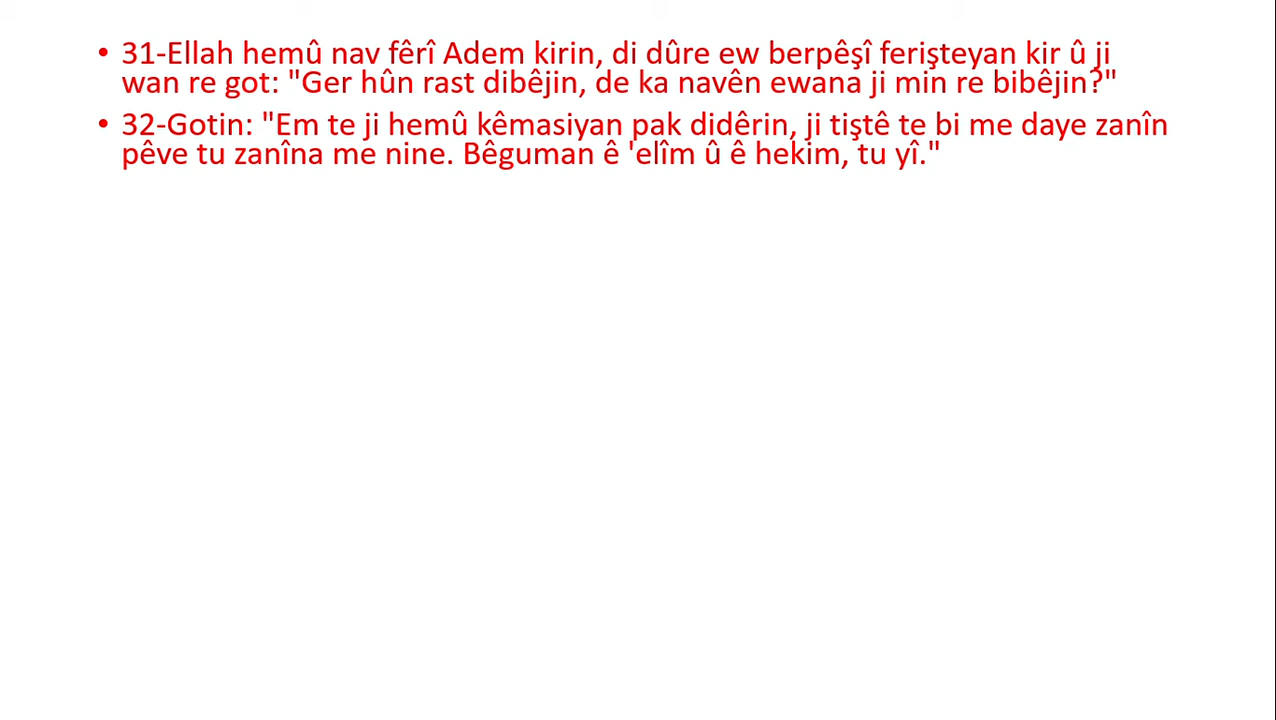 • 31-Ellah hemû nav fêrî Adem kirin, di dûre ew berpêşî ferişteyan kir û ji
wan re got: "Ger hûn rast dibêjin, de ka navên ewana ji min re bibêjin?"
• 32-Gotin: "Em te ji hemû kêmasiyan pak didêrin, ji tiştê te bi me daye zanîn
pêve tu zanîna me nine. Bêguman ê 'elîm û ê hekim, tu yî."